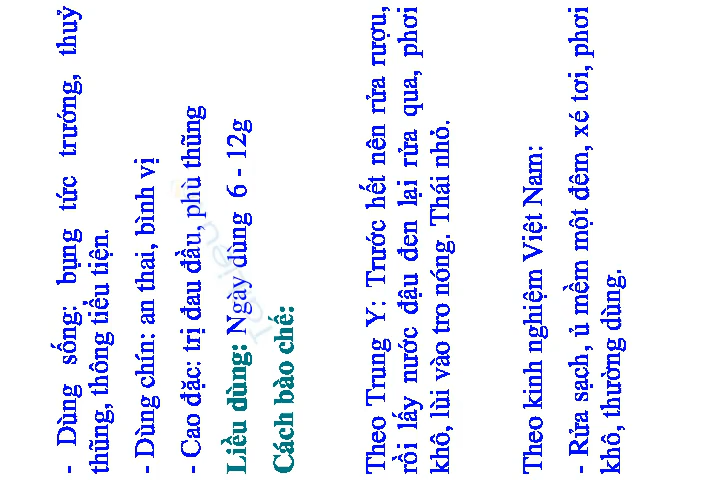 - Dùng sống: bụng tức trướng, thuỷ
thũng, thông tiểu tiện.
- Dùng chín: an thai, bình vị
- Cao đặc: trị đau đầu, phù thũng
Liều dùng: Ngày dùng 6 - 12g
Cách bào chế:
Theo Trung Y: Trước hết nên rửa rượu,
rồi lấy nước đậu đen lại rửa qua, phơi
khô, lùi vào tro nóng. Thái nhỏ.
Theo kinh nghiệm Việt Nam:
- Rửa sạch, ủ mềm một đêm, xé tơi, phơi
khô, thường dùng.